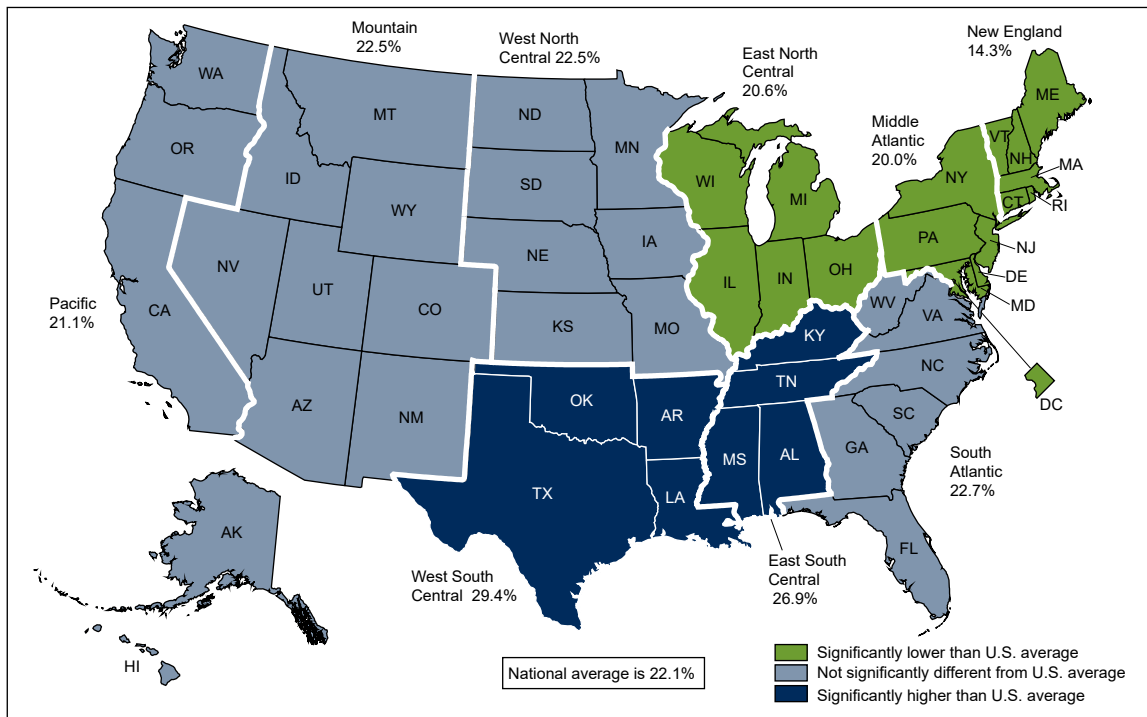 Mountain
22.5%
West North
Central 22.5%
East North
Central
20.6%
New England
14.3%
Middle
Atlantic
20.0%
Pacific
21.1%
WA
OR
CA
NV
ID
MT
WY
UT
CO
AZ
NM
ND
SD
NE
KS
MN
IA
MO
WI
MI
IL
IN
OH
NY
PA
VT
NH
ME
MA
RI
CT
NJ
DE
MD
DC
WV
VA
NC
SC
GA
FL
KY
TN
MS
AL
OK
AR
TX
LA
AK
HI
South
Atlantic
22.7%
West South
Central 29.4%
East South
Central
26.9%
National average is 22.1%
Significantly lower than U.S. average
Not significantly different from U.S. average
Significantly higher than U.S. average